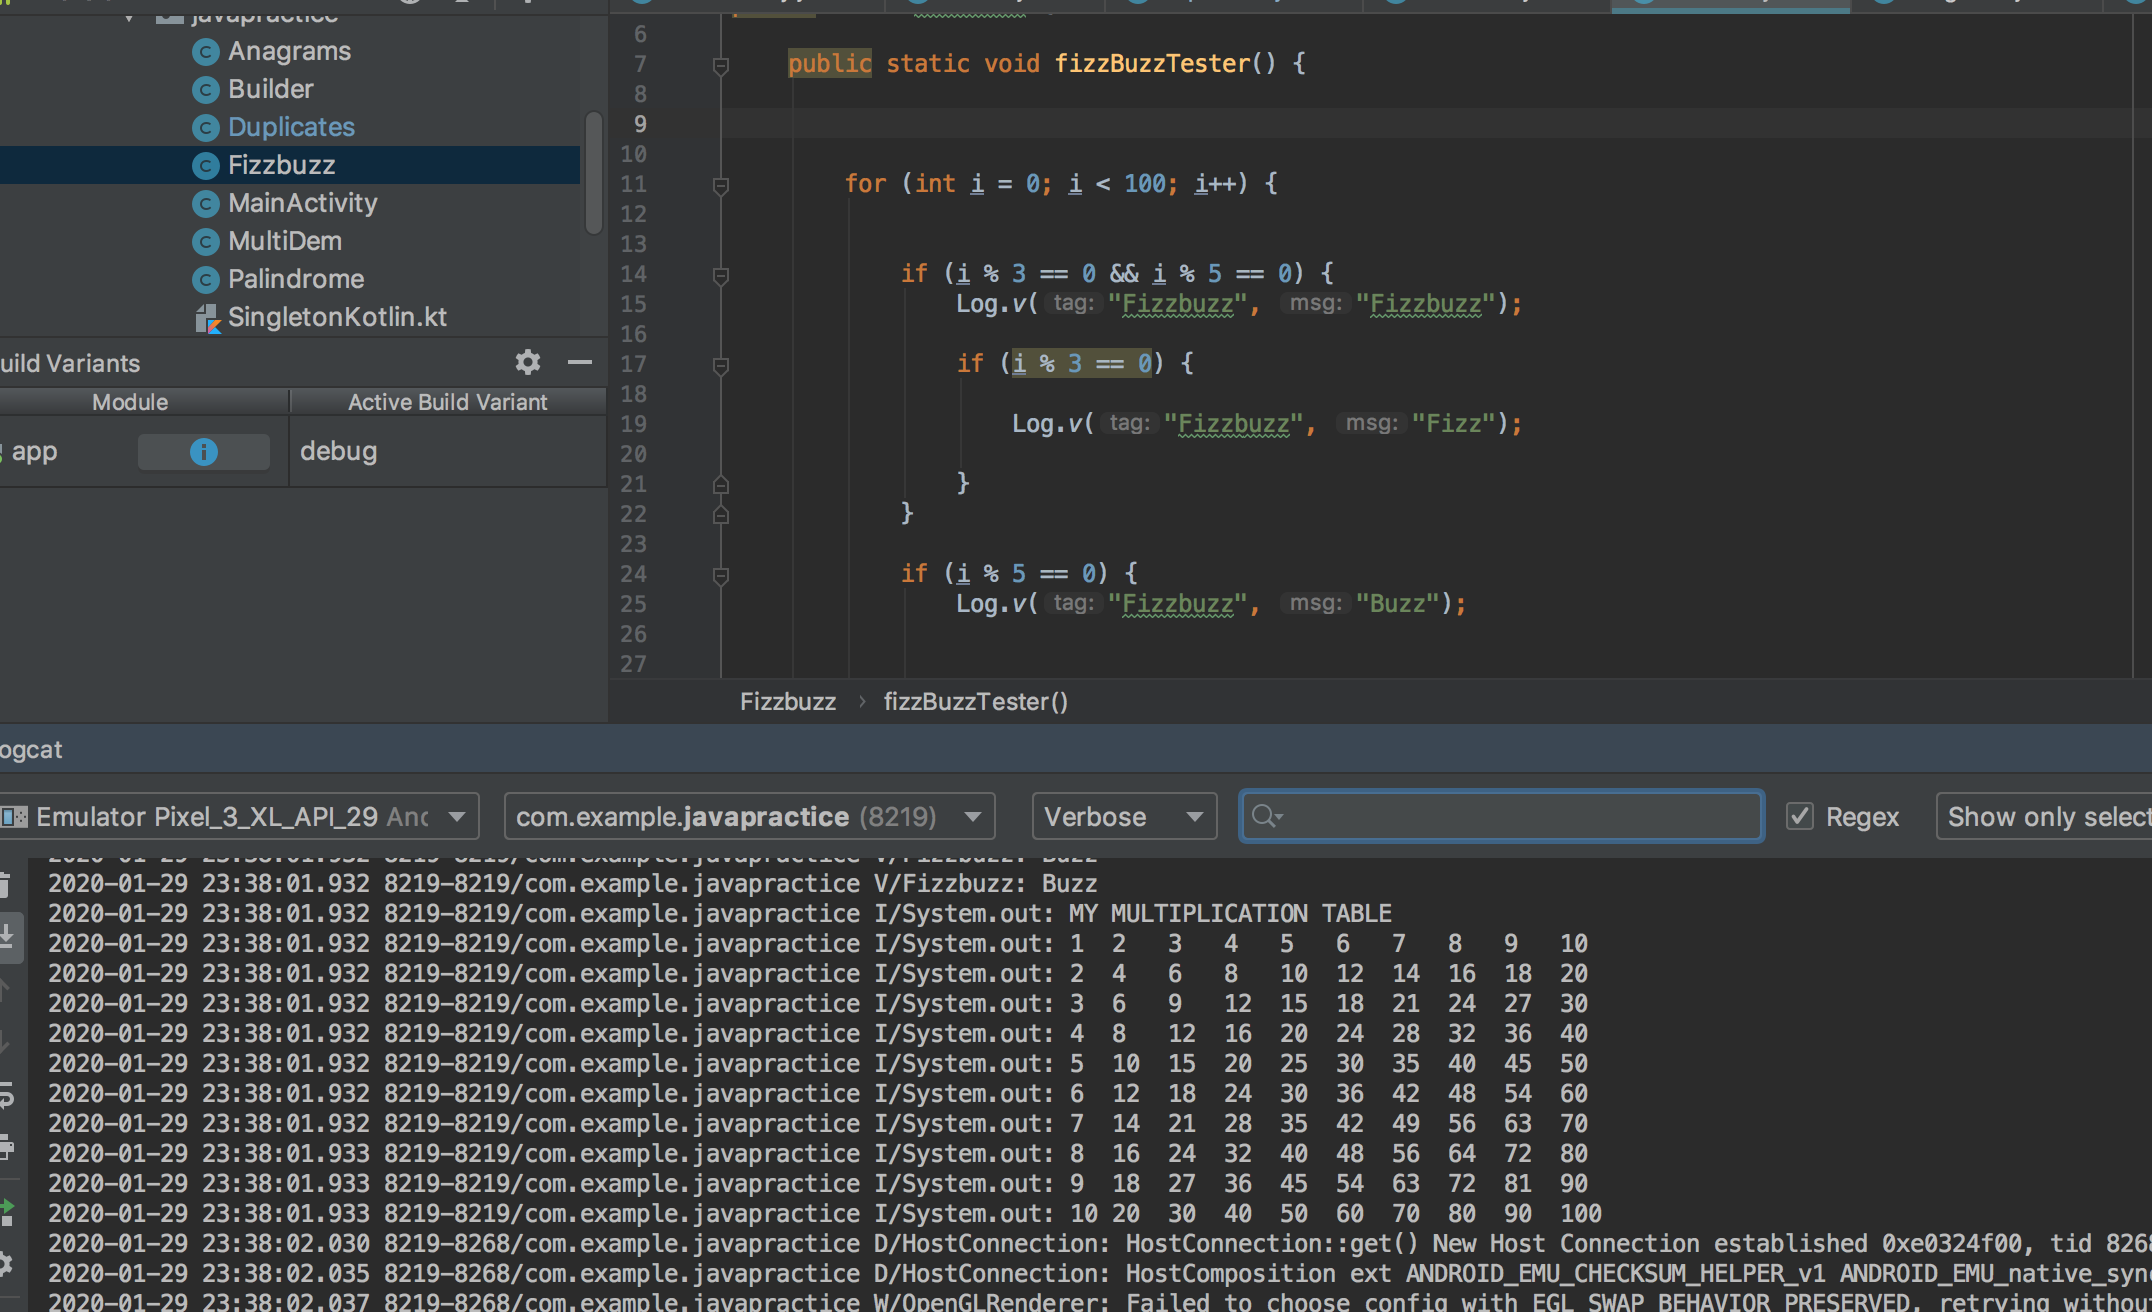 javapractice
Anagrams
Builder
Duplicates
Fizzbuzz
MainActivity
MultiDem
Palindrome
SingletonKotlin.kt
uild Variants
Module Active Build Variant
app debug
6
7 public static void fizzBuzzTester() {
8
9
10
11 for (int i = 0; i < 100; i++) {
12
13
14 if (i % 3 == 0 && i % 5 == 0) {
15 Log.v( tag: "Fizzbuzz", msg: "Fizzbuzz");
16
17 if (i % 3 == 0) {
18
19 Log.v( tag: "Fizzbuzz", msg: "Fizz");
20
21 }
22 }
23
24 if (i % 5 == 0) {
25 Log.v( tag: "Fizzbuzz", msg: "Buzz");
26
27
Fizzbuzz › fizzBuzzTester()
ogcat
Emulator Pixel_3_XL_API_29 And com.example.javapractice (8219) Verbose Regex Show only select
2020-01-29 23:38:01.932 8219-8219/com.example.javapractice V/Fizzbuzz: Buzz
2020-01-29 23:38:01.932 8219-8219/com.example.javapractice V/Fizzbuzz: Buzz
2020-01-29 23:38:01.932 8219-8219/com.example.javapractice I/System.out: MY MULTIPLICATION TABLE
2020-01-29 23:38:01.932 8219-8219/com.example.javapractice I/System.out: 1 2 3 4 5 6 7 8 9 10
2020-01-29 23:38:01.932 8219-8219/com.example.javapractice I/System.out: 2 4 6 8 10 12 14 16 18 20
2020-01-29 23:38:01.932 8219-8219/com.example.javapractice I/System.out: 3 6 9 12 15 18 21 24 27 30
2020-01-29 23:38:01.932 8219-8219/com.example.javapractice I/System.out: 4 8 12 16 20 24 28 32 36 40
2020-01-29 23:38:01.932 8219-8219/com.example.javapractice I/System.out: 5 10 15 20 25 30 35 40 45 50
2020-01-29 23:38:01.932 8219-8219/com.example.javapractice I/System.out: 6 12 18 24 30 36 42 48 54 60
2020-01-29 23:38:01.932 8219-8219/com.example.javapractice I/System.out: 7 14 21 28 35 42 49 56 63 70
2020-01-29 23:38:01.933 8219-8219/com.example.javapractice I/System.out: 8 16 24 32 40 48 56 64 72 80
2020-01-29 23:38:01.933 8219-8219/com.example.javapractice I/System.out: 9 18 27 36 45 54 63 72 81 90
2020-01-29 23:38:01.933 8219-8219/com.example.javapractice I/System.out: 10 20 30 40 50 60 70 80 90 100
2020-01-29 23:38:02.030 8219-8268/com.example.javapractice D/HostConnection: HostConnection::get() New Host Connection established 0xe0324f00, tid 8268
2020-01-29 23:38:02.035 8219-8268/com.example.javapractice D/HostConnection: HostComposition ext ANDROID_EMU_CHECKSUM_HELPER_v1 ANDROID_EMU_native_sync
2020-01-29 23:38:02.037 8219-8268/com.example.javapractice W/OpenGLRenderer: Failed to choose config with EGL_SWAP_BEHAVIOR_PRESERVED, retrying withou